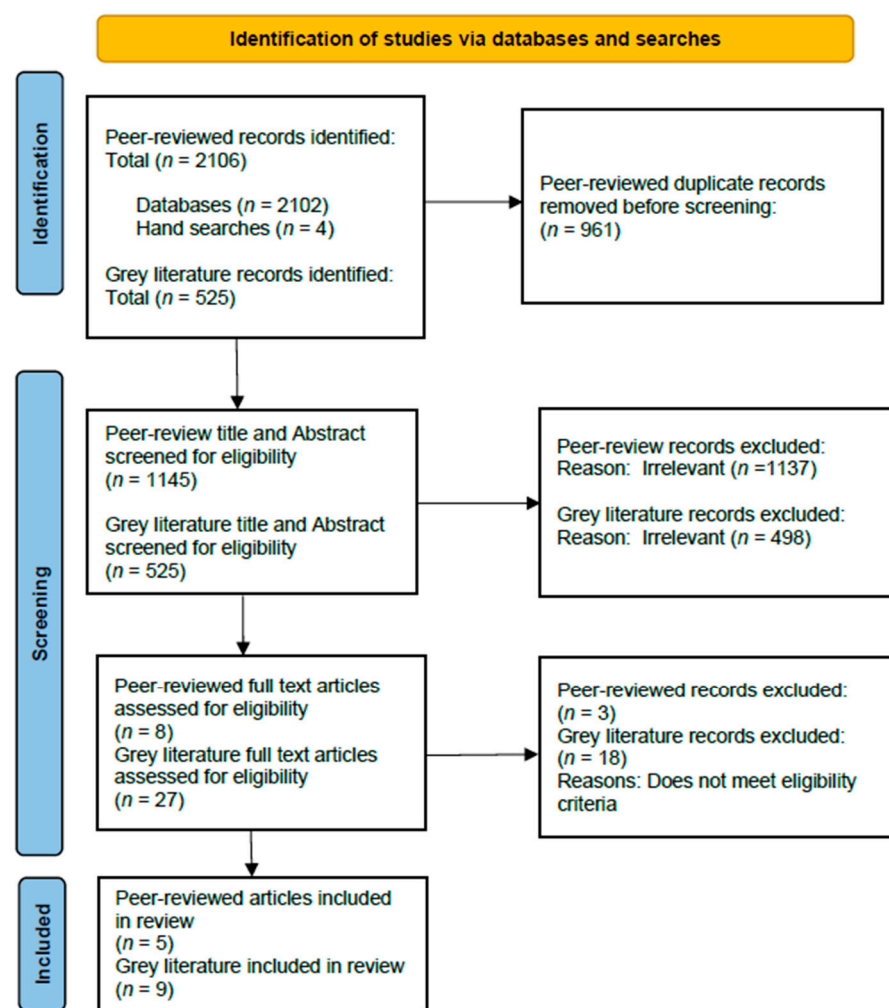 Identification of studies via databases and searches
Identification
Peer-reviewed records identified:
Total (n = 2106)
Databases (n = 2102)
Hand searches (n = 4)
Grey literature records identified:
Total (n = 525)
Peer-reviewed duplicate records
removed before screening:
(n = 961)
Screening
Peer-review title and Abstract
screened for eligibility
(n = 1145)
Grey literature title and Abstract
screened for eligibility
(n = 525)
Peer-review records excluded:
Reason: Irrelevant (n =1137)
Grey literature records excluded:
Reason: Irrelevant (n = 498)
Peer-reviewed full text articles
assessed for eligibility
(n = 8)
Grey literature full text articles
assessed for eligibility
(n = 27)
Peer-reviewed records excluded:
(n = 3)
Grey literature records excluded:
(n = 18)
Reasons: Does not meet eligibility
criteria
Included
Peer-reviewed articles included
in review
(n = 5)
Grey literature included in review
(n = 9)